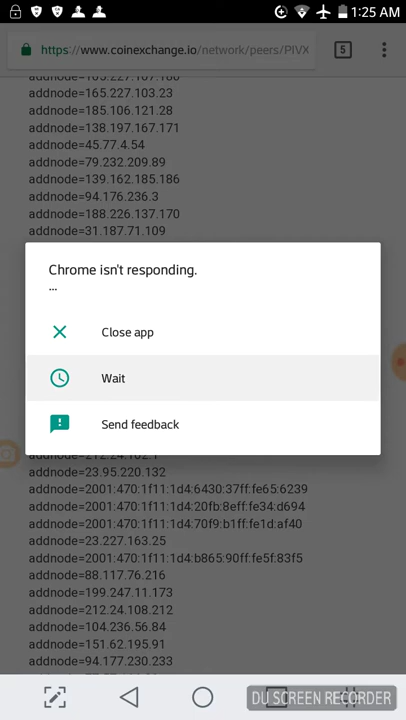 1:25 AM
https://www.coinexchange.io/network/peers/PIVX
5
addnode=165.227.103.23
addnode=185.106.121.28
addnode=138.197.167.171
addnode=45.77.4.54
addnode=79.232.209.89
addnode=139.162.185.186
addnode=94.176.236.3
addnode=188.226.137.170
addnode=31.187.71.109
Chrome isn't responding.
...
Close app
Wait
Send feedback
addnode=23.95.220.132
addnode=2001:470:1f11:1d4:6430:37ff:fe65:6239
addnode=2001:470:1f11:1d4:20fb:8eff:fe34:d694
addnode=2001:470:1f11:1d4:70f9:b1ff:fe1d:af40
addnode=23.227.163.25
addnode=2001:470:1f11:1d4:b865:90ff:fe5f:83f5
addnode=88.117.76.216
addnode=199.247.11.173
addnode=212.24.108.212
addnode=104.236.56.84
addnode=151.62.195.91
addnode=94.177.230.233
DU SCREEN RECORDER